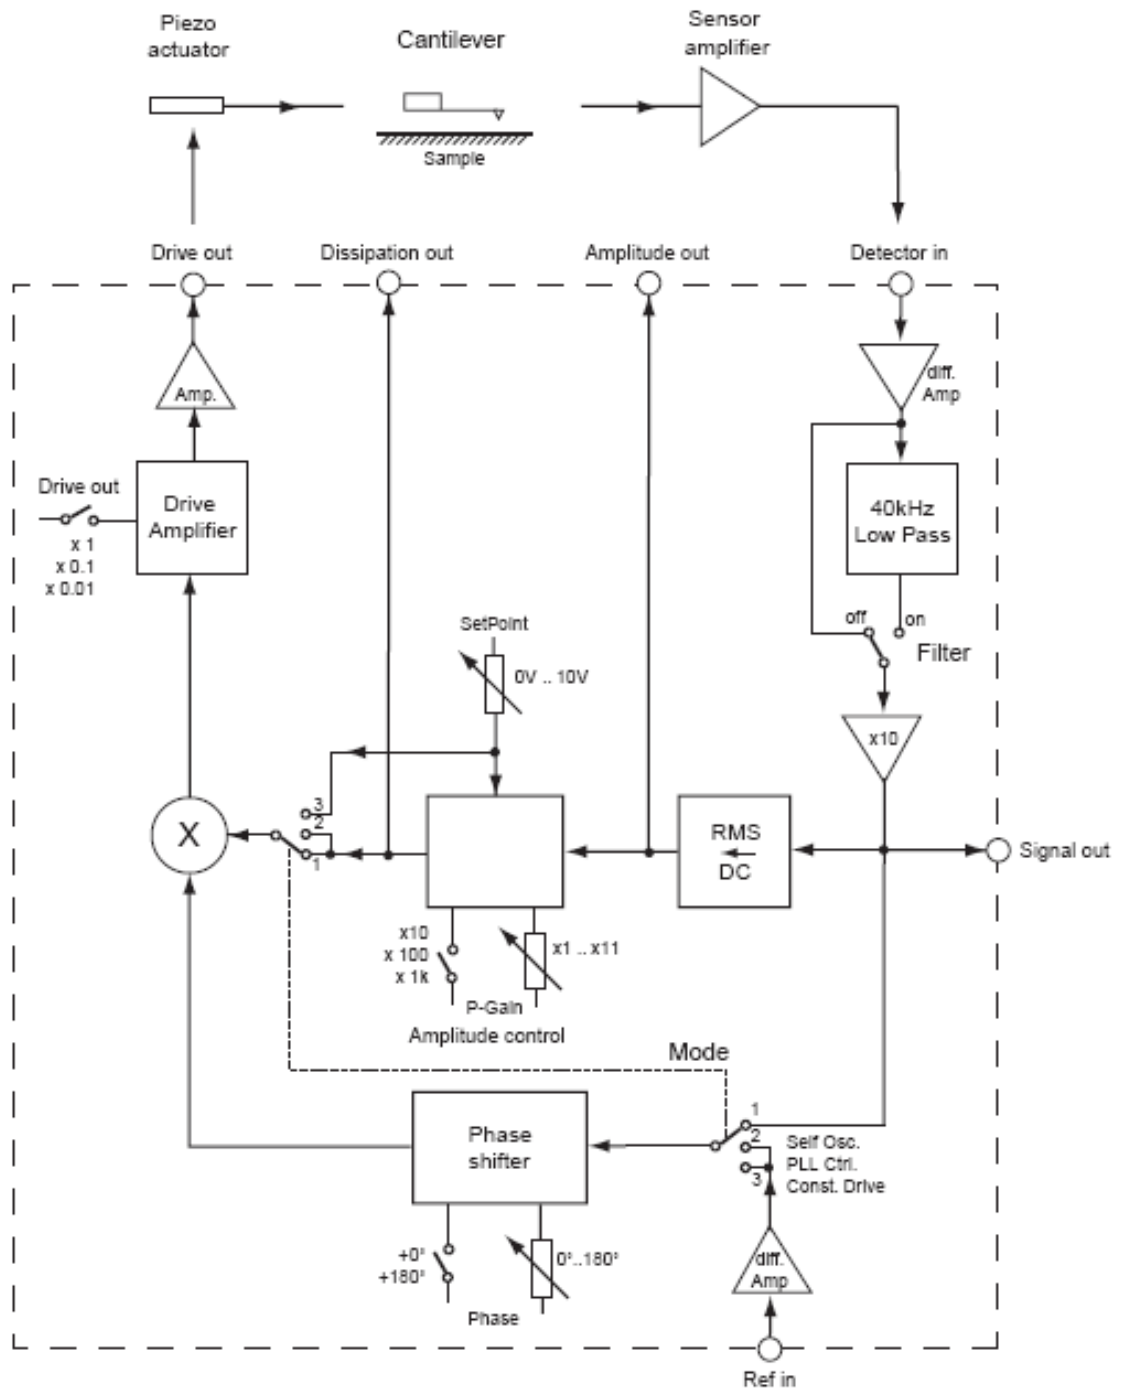 Piezo
actuator
Cantilever
Sensor
amplifier
Sample
Drive out
Dissipation out
Amplitude out
Detector in
Amp.
diff.
Amp
Drive out
x 1
x 0.1
x 0.01
Drive
Amplifier
40kHz
Low Pass
off
on
Filter
SetPoint
0V .. 10V
x10
X
3
2
1
RMS
DC
Signal out
x10
x 100
x 1k
x1 .. x11
P-Gain
Amplitude control
Mode
Phase
shifter
1
2
3
Self Osc.
PLL Ctrl.
Const. Drive
+0°
+180°
0°..180°
Phase
diff.
Amp
Ref in